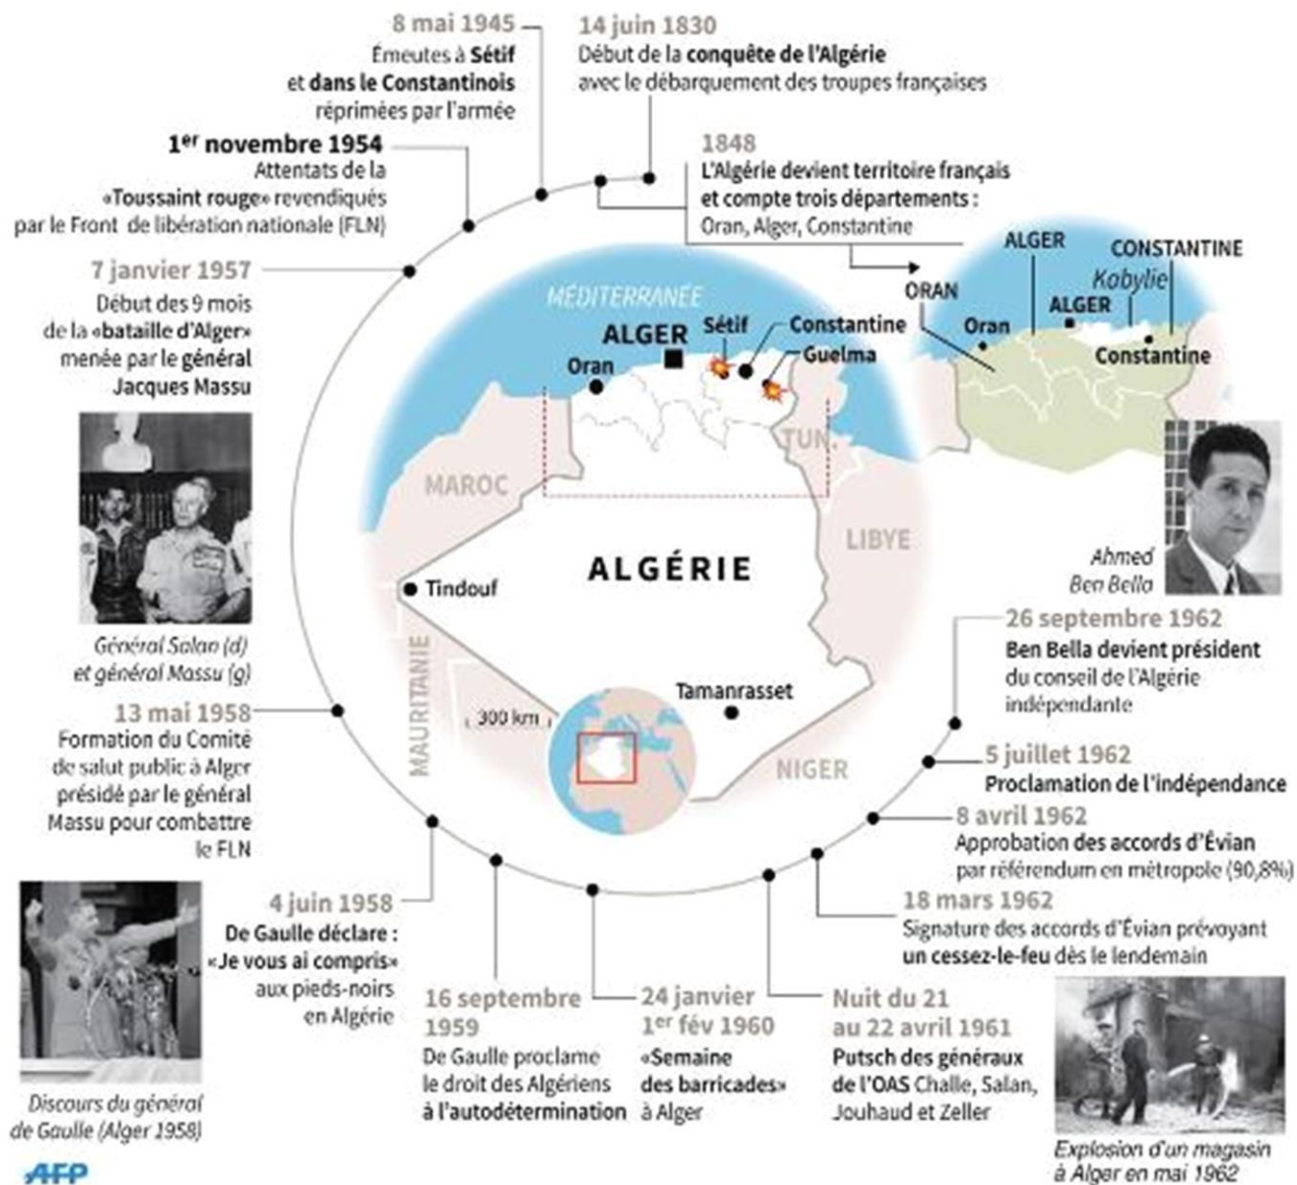 8 mai 1945
Émeutes à Sétif
et dans le Constantinois
réprimées par l'armée
14 juin 1830
Début de la conquête de l'Algérie
avec le débarquement des troupes françaises
1848
L'Algérie devient territoire français
et compte trois départements :
Oran, Alger, Constantine
1er novembre 1954
Attentats de la
«Toussaint rouge» revendiqués
par le Front de libération nationale (FLN)
7 janvier 1957
Début des 9 mois
de la «bataille d'Alger»
menée par le général
Jacques Massu
Général Salan (d)
et général Massu (g)
13 mai 1958
Formation du Comité
de salut public à Alger
présidé par le général
Massu pour combattre
le FLN
4 juin 1958
De Gaulle déclare :
«Je vous ai compris»
aux pieds-noirs
en Algérie
Discours du général
de Gaulle (Alger 1958)
AFP
16 septembre
1959
De Gaulle proclame
le droit des Algériens
à l'autodétermination
24 janvier
1er fév 1960
«Semaine
des barricades»
à Alger
Nuit du 21
au 22 avril 1961
Putsch des généraux
de l'OAS Challe, Salan,
Jouhaud et Zeller
18 mars 1962
Signature des accords d'Évian prévoyant
un cessez-le-feu dès le lendemain
8 avril 1962
Approbation des accords d'Évian
par référendum en métropole (90,8%)
5 juillet 1962
Proclamation de l'indépendance
26 septembre 1962
Ben Bella devient président
du conseil de l'Algérie
indépendante
Ahmed
Ben Bella
Explosion d'un magasin
à Alger en mai 1962
MÉDITERRANÉE
ALGER
Sétif
Constantine
Guelma
Oran
TUN.
MAROC
LIBYE
ALGÉRIE
Tindouf
MAURITANIE
300 km
Tamanrasset
NIGER
ALGER
CONSTANTINE
Kabylie
ORAN
ALGER
Oran
Constantine